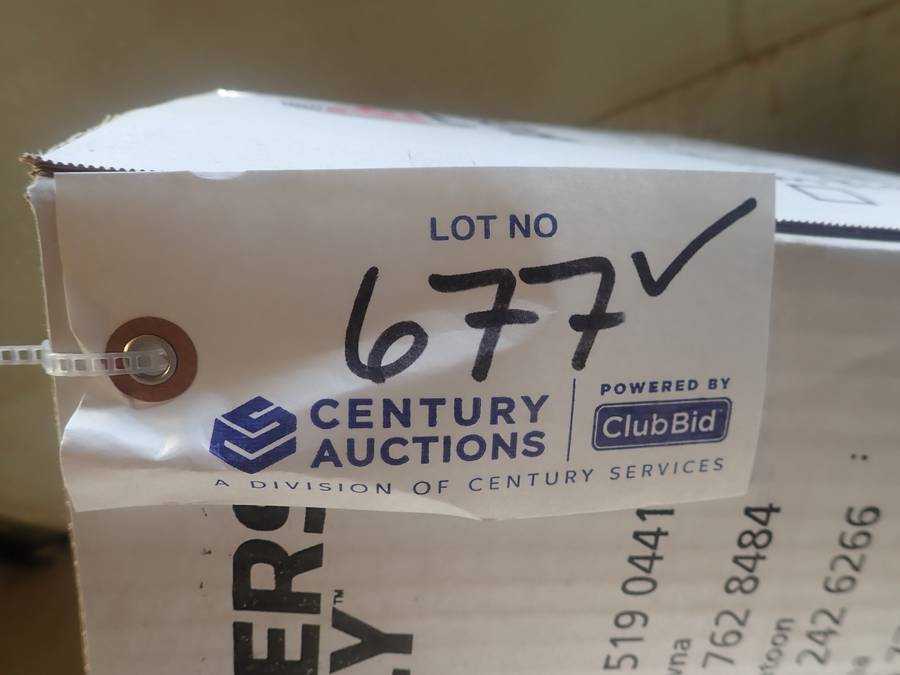 LOT NO
677✓
CENTURY
AUCTIONS
POWERED BY
ClubBid
A DIVISION OF CENTURY SERVICES
519 0441
762 8484
242 6266